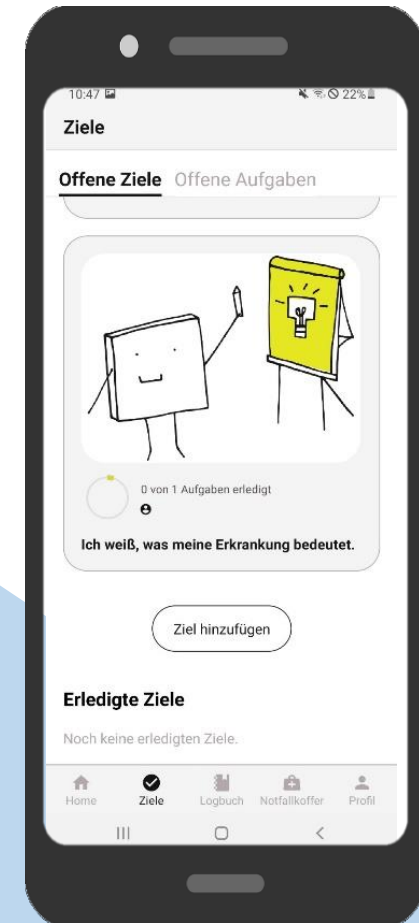 10:47 22%
Ziele
Offene Ziele Offene Aufgaben
0 von 1 Aufgaben erledigt
Ich weiß, was meine Erkrankung bedeutet.
Ziel hinzufügen
Erledigte Ziele
Noch keine erledigten Ziele.
Home Ziele Logbuch Notfallkoffer Profil